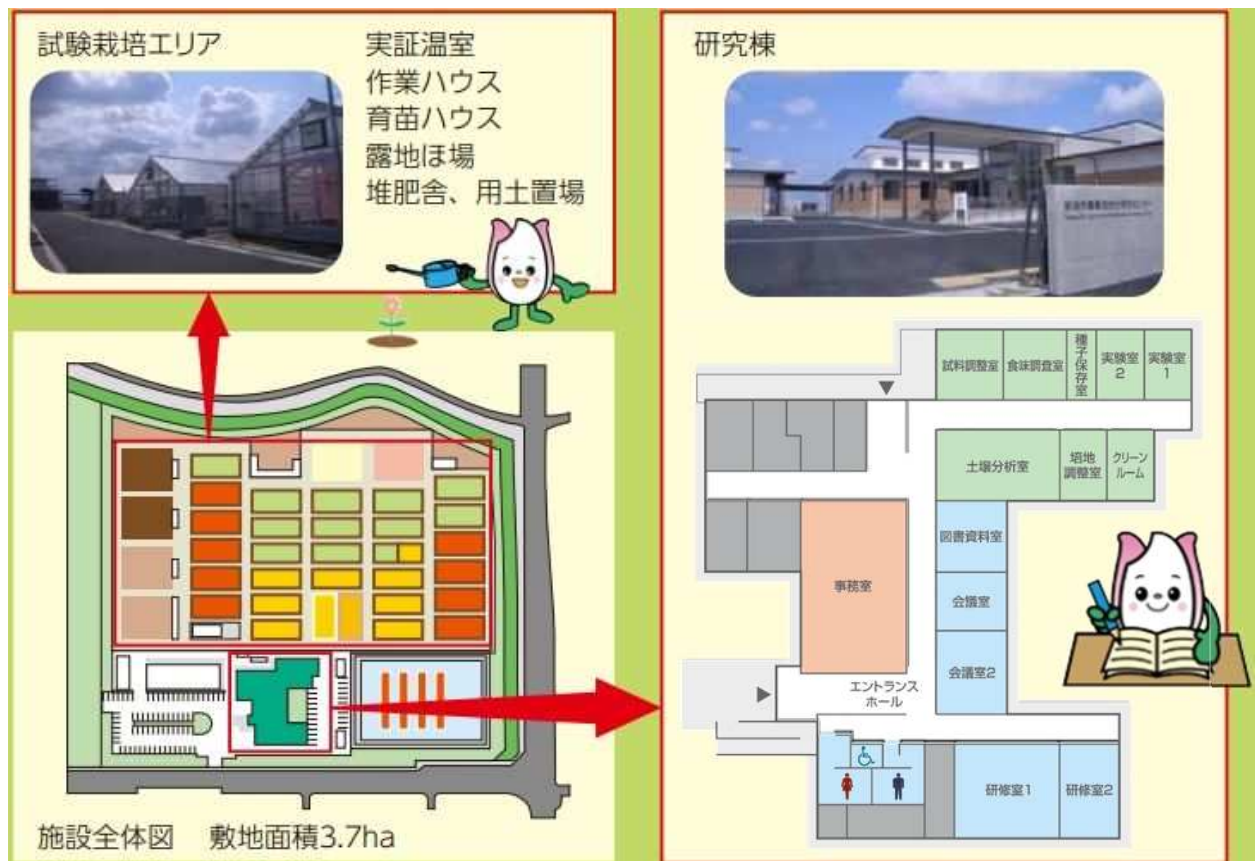 試験栽培エリア
実証温室
作業ハウス
育苗ハウス
露地ほ場
堆肥舎、用土置場
施設全体図 敷地面積3.7ha
研究棟
試料調整室
食味調査室
種子保存室
実験室
2
実験室
1
土壌分析室
培地
調整室
クリーン
ルーム
図書資料室
事務室
会議室
会議室2
エントランス
ホール
研修室1
研修室2